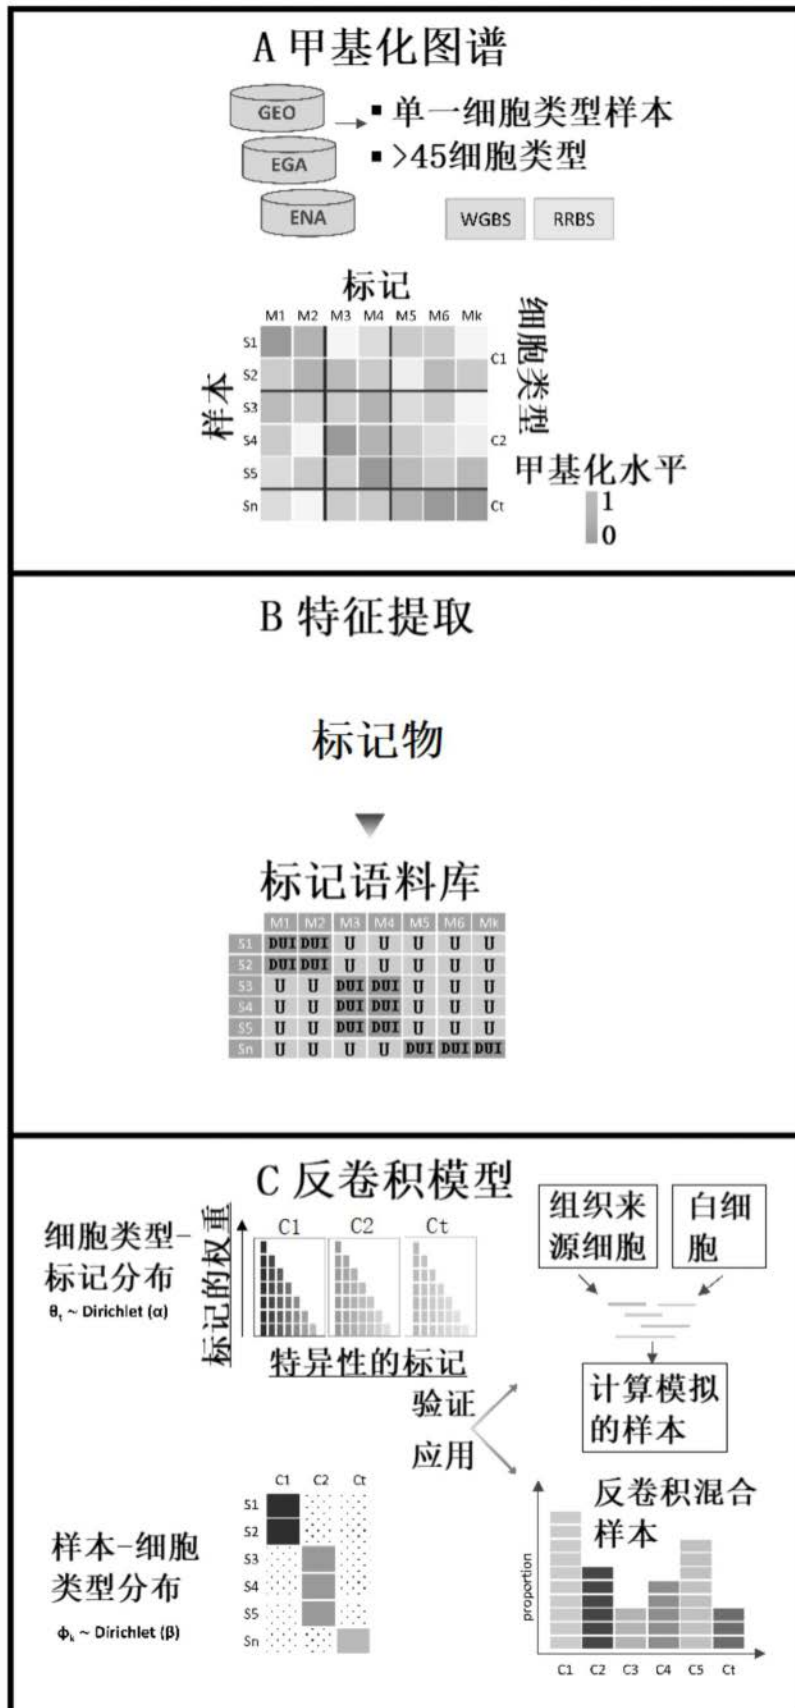 A 甲基化图谱
GEO
▪ 单一细胞类型样本
EGA
▪ >45细胞类型
ENA
WGBS RRBS
标记
M1 M2 M3 M4 M5 M6 Mk
细胞类型
样本
S1
C1
S2
S3
S4
C2
S5
Sn
Ct
甲基化水平
1
0
B 特征提取
标记物
标记语料库
M1 M2 M3 M4 M5 M6 Mk
S1 DUI DUI U U U U U
S2 DUI DUI U U U U U
S3 U U DUI DUI U U U
S4 U U DUI DUI U U U
S5 U U DUI DUI U U U
Sn U U U U DUI DUI DUI
C 反卷积模型
细胞类型-
标记分布
θt ~ Dirichlet (α)
标记的权重
C1 C2 Ct
特异性的标记
组织来
源细胞
白细
胞
计算模拟
的样本
验证
应用
样本-细胞
类型分布
ϕk ~ Dirichlet (β)
C1 C2 Ct
S1
S2
S3
S4
S5
Sn
反卷积混合
样本
proportion
C1 C2 C3 C4 C5 Ct